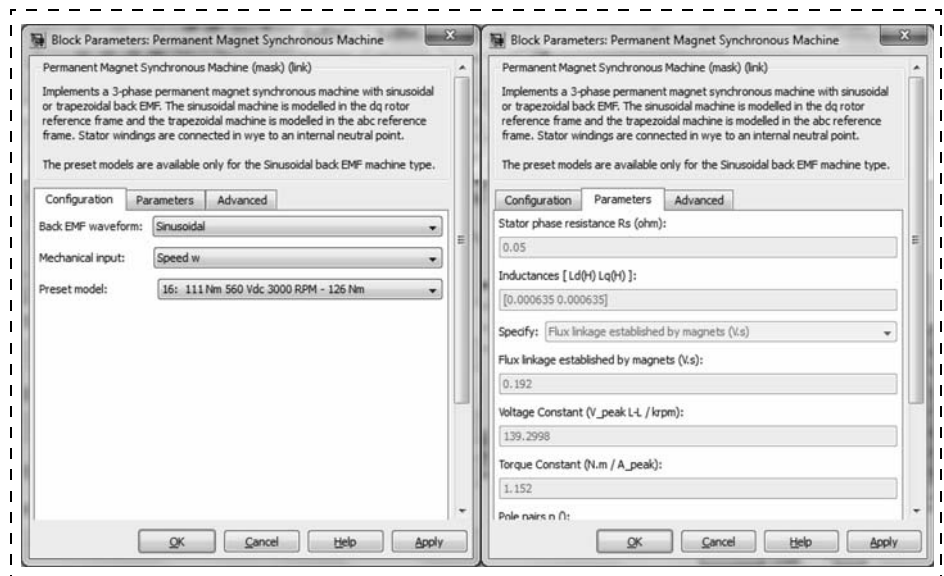 Block Parameters: Permanent Magnet Synchronous Machine
Permanent Magnet Synchronous Machine (mask) (link)
Implements a 3-phase permanent magnet synchronous machine with sinusoidal
or trapezoidal back EMF. The sinusoidal machine is modelled in the dq rotor
reference frame and the trapezoidal machine is modelled in the abc reference
frame. Stator windings are connected in wye to an internal neutral point.
The preset models are available only for the Sinusoidal back EMF machine type.
Configuration Parameters Advanced
Back EMF waveform: Sinusoidal
Mechanical input: Speed w
Preset model: 16: 111 Nm 560 Vdc 3000 RPM - 126 Nm
OK Cancel Help Apply
Block Parameters: Permanent Magnet Synchronous Machine
Permanent Magnet Synchronous Machine (mask) (link)
Implements a 3-phase permanent magnet synchronous machine with sinusoidal
or trapezoidal back EMF. The sinusoidal machine is modelled in the dq rotor
reference frame and the trapezoidal machine is modelled in the abc reference
frame. Stator windings are connected in wye to an internal neutral point.
The preset models are available only for the Sinusoidal back EMF machine type.
Configuration Parameters Advanced
Stator phase resistance Rs (ohm):
0.05
Inductances [ Ld(H) Lq(H) ]:
[0.000635 0.000635]
Specify: Flux linkage established by magnets (V.s)
Flux linkage established by magnets (V.s):
0.192
Voltage Constant (V_peak L-L / krpm):
139.2998
Torque Constant (N.m / A_peak):
1.152
Pole pairs p ():
OK Cancel Help Apply